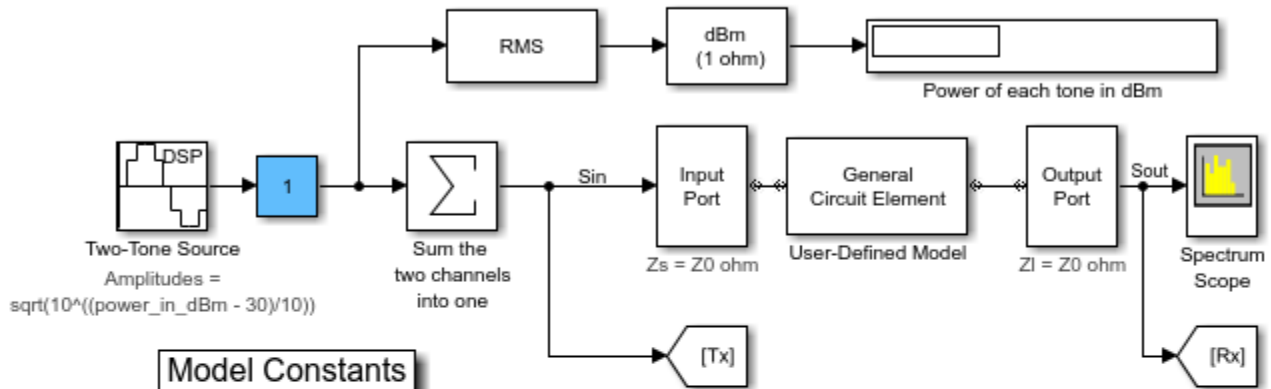 RMS
dBm
(1 ohm)
Power of each tone in dBm
DSP
1
Sin
Input
Port
General
Circuit Element
Output
Port
Sout
Two-Tone Source
Amplitudes =
sqrt(10^((power_in_dBm - 30)/10))
Sum the
two channels
into one
Zs = Z0 ohm
User-Defined Model
Zl = Z0 ohm
Spectrum
Scope
[Tx]
[Rx]
Model Constants